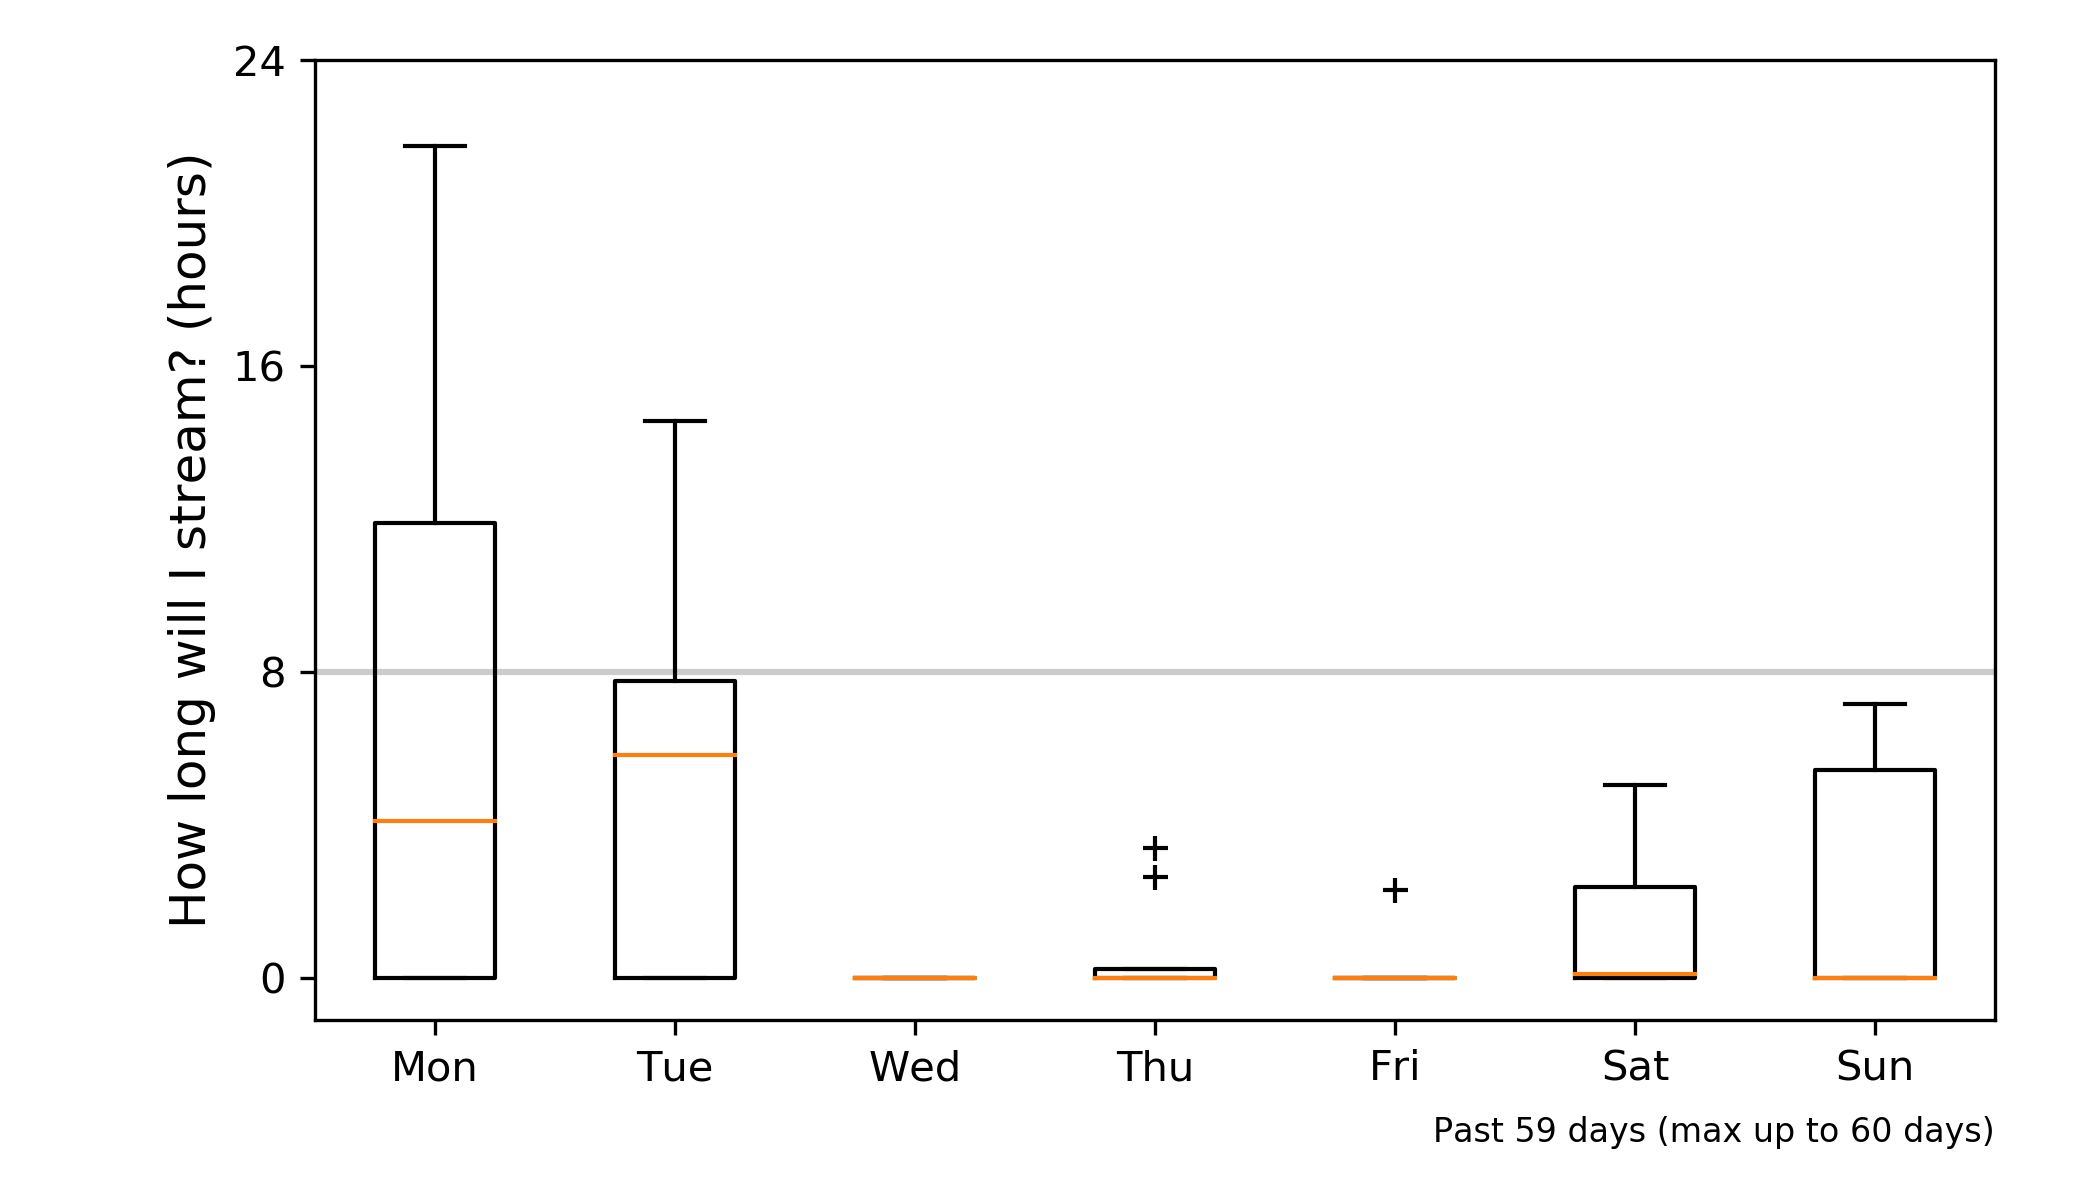 How long will I stream? (hours)
24
16
8
0
Mon Tue Wed Thu Fri Sat Sun
Past 59 days (max up to 60 days)